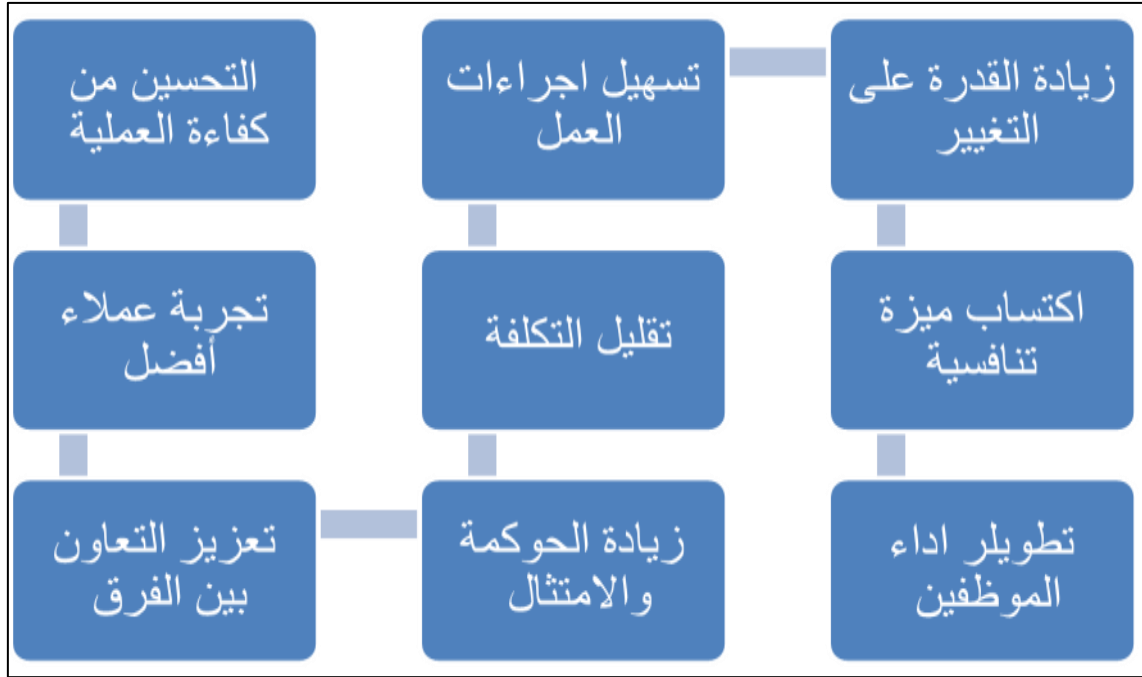 التحسين من
كفاءة العملية
تجربة عملاء
أفضل
تعزيز التعاون
بين الفرق
زيادة الحوكمة
والامتثال
تقليل التكلفة
تسهيل اجراءات
العمل
زيادة القدرة على
التغيير
اكتساب ميزة
تنافسية
تطويلر اداء
الموظفين